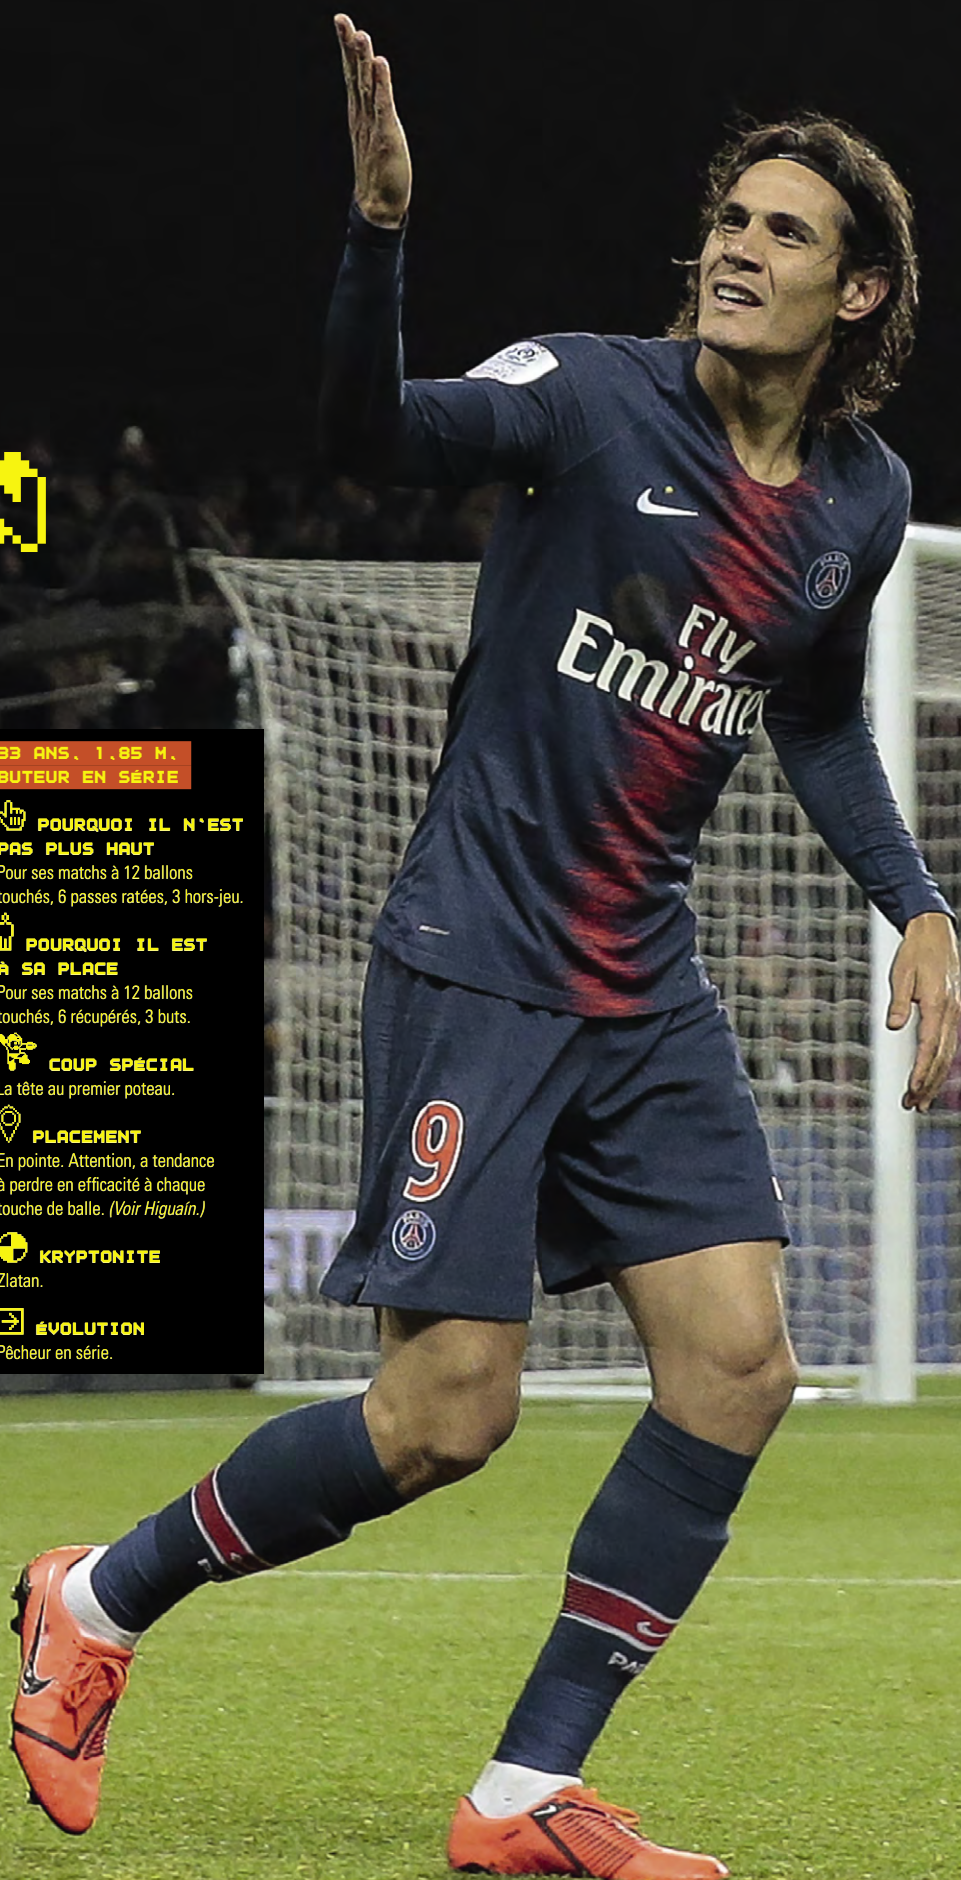 Fly
Emirates
PARIS
33 ANS, 1,85 M,
BUTEUR EN SÉRIE
POURQUOI IL N'EST
PAS PLUS HAUT
Pour ses matchs à 12 ballons
touchés, 6 passes ratées, 3 hors-jeu.
POURQUOI IL EST
À SA PLACE
Pour ses matchs à 12 ballons
touchés, 6 récupérés, 3 buts.
COUP SPÉCIAL
La tête au premier poteau.
PLACEMENT
En pointe. Attention, a tendance
à perdre en efficacité à chaque
touche de balle. (Voir Higuaín.)
KRYPTONITE
Zlatan.
ÉVOLUTION
Pêcheur en série.
9
PARIS